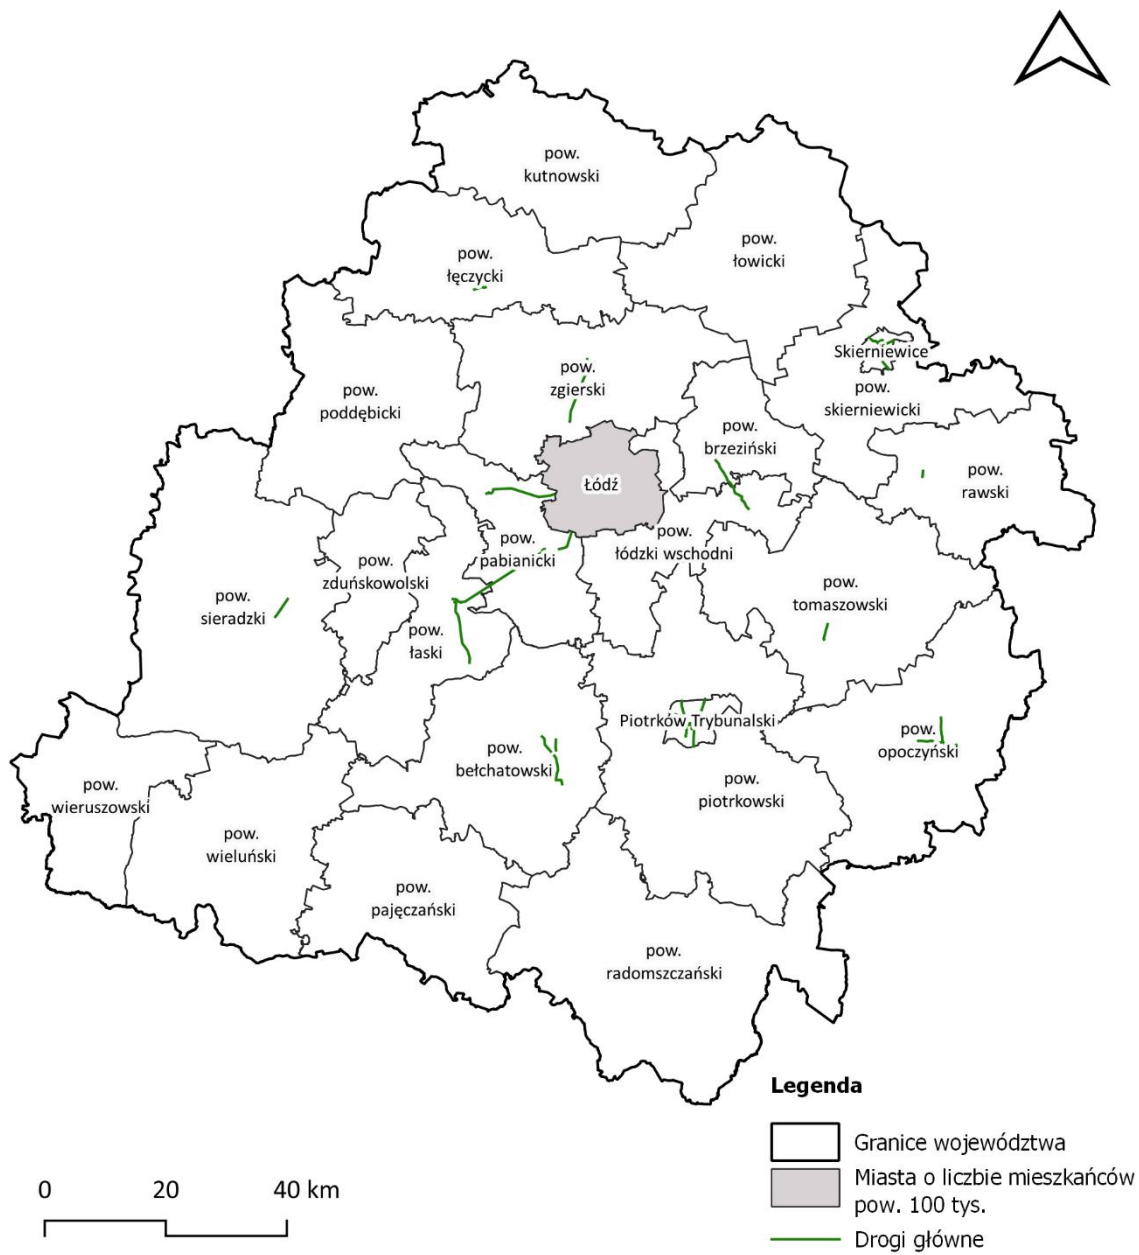 pow.
kutnowski
pow.
łowicki
pow.
łęczycki
Skierniewice
pow.
skierniewicki
pow.
zgierski
pow.
poddębicki
pow.
brzeziński
pow.
rawski
Łódź
pow.
łódzki wschodni
pow.
pabianicki
pow.
zduńskowolski
pow.
sieradzki
pow.
tomaszowski
pow.
łaski
Piotrków Trybunalski
pow.
opoczyński
pow.
bełchatowski
pow.
piotrkowski
pow.
wieruszowski
pow.
wieluński
pow.
pajęczański
pow.
radomszczański
Legenda
Granice województwa
Miasta o liczbie mieszkańców
pow. 100 tys.
Drogi główne
0 20 40 km